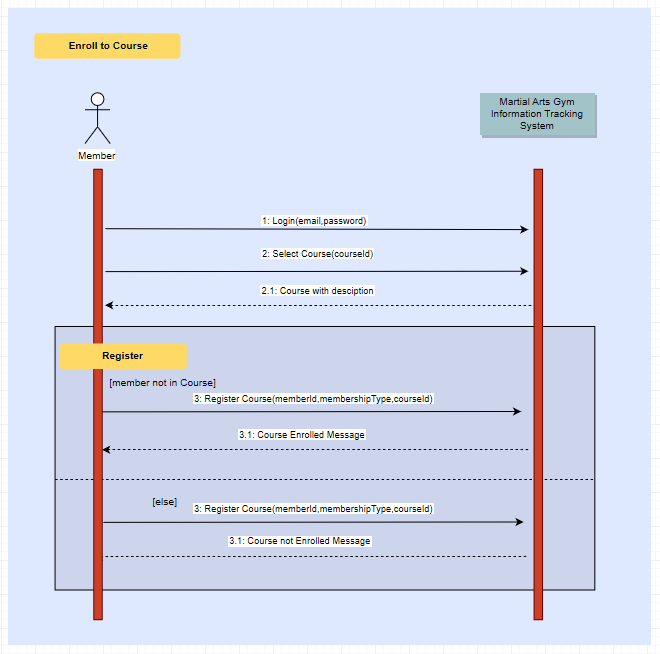 Enroll to Course
Martial Arts Gym
Information Tracking
System
Member
1: Login(email,password)
2: Select Course(courseId)
2.1: Course with desciption
Register
[member not in Course]
3: Register Course(memberId,membershipType,courseId)
3.1: Course Enrolled Message
[else]
3: Register Course(memberId,membershipType,courseId)
3.1: Course not Enrolled Message